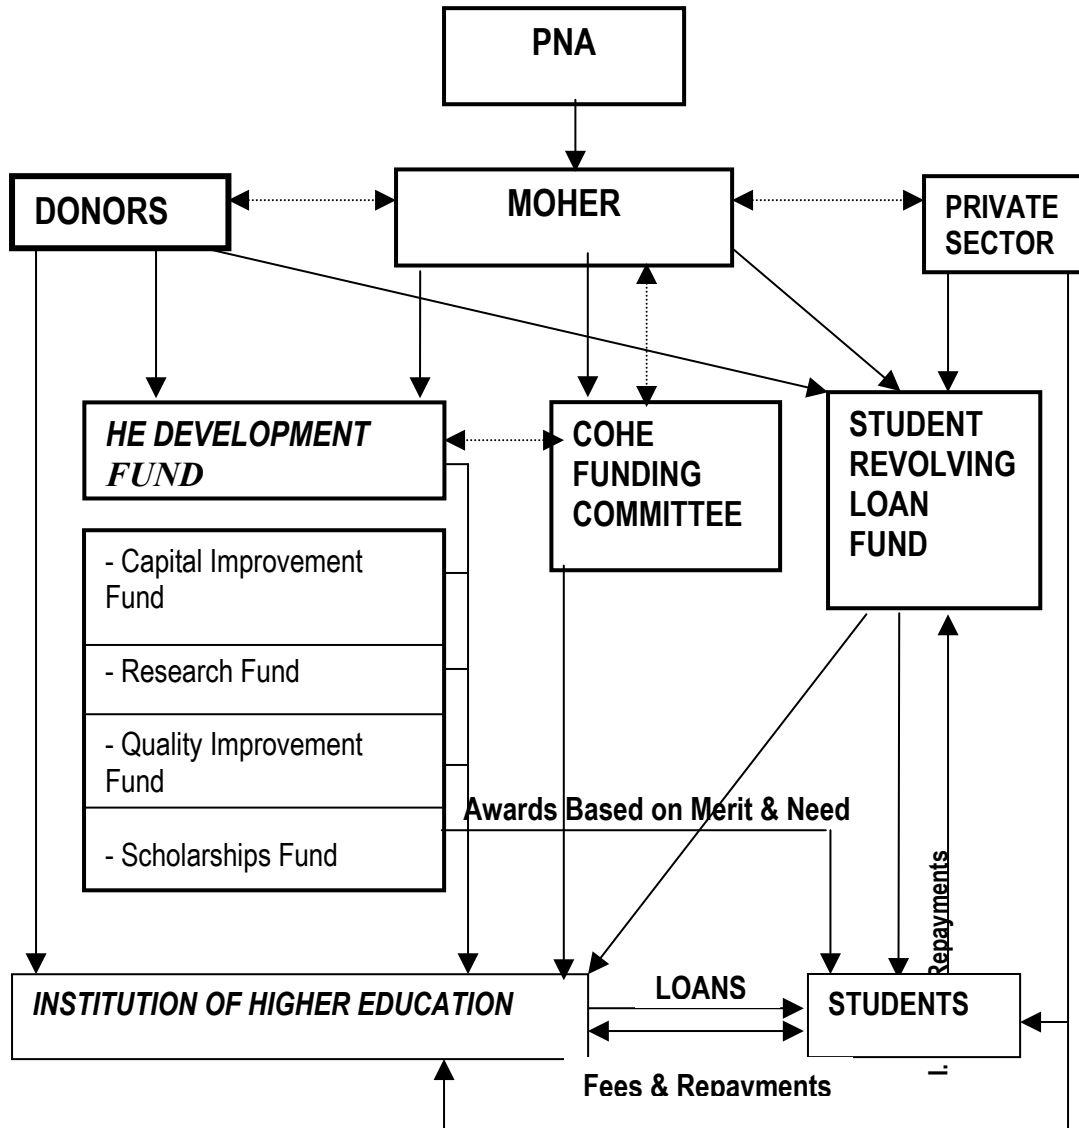 PNA
DONORS
MOHER
PRIVATE
SECTOR
HE DEVELOPMENT
FUND
COHE
FUNDING
COMMITTEE
STUDENT
REVOLVING
LOAN
FUND
- Capital Improvement
Fund
- Research Fund
- Quality Improvement
Fund
- Scholarships Fund
Awards Based on Merit & Need
Repayments
I.
INSTITUTION OF HIGHER EDUCATION
LOANS
STUDENTS
Fees & Repayments